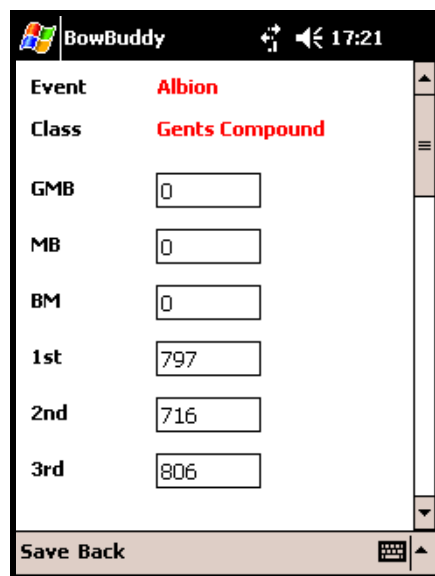 BowBuddy 17:21
Event Albion
Class Gents Compound
GMB 0
MB 0
BM 0
1st 797
2nd 716
3rd 806
Save Back